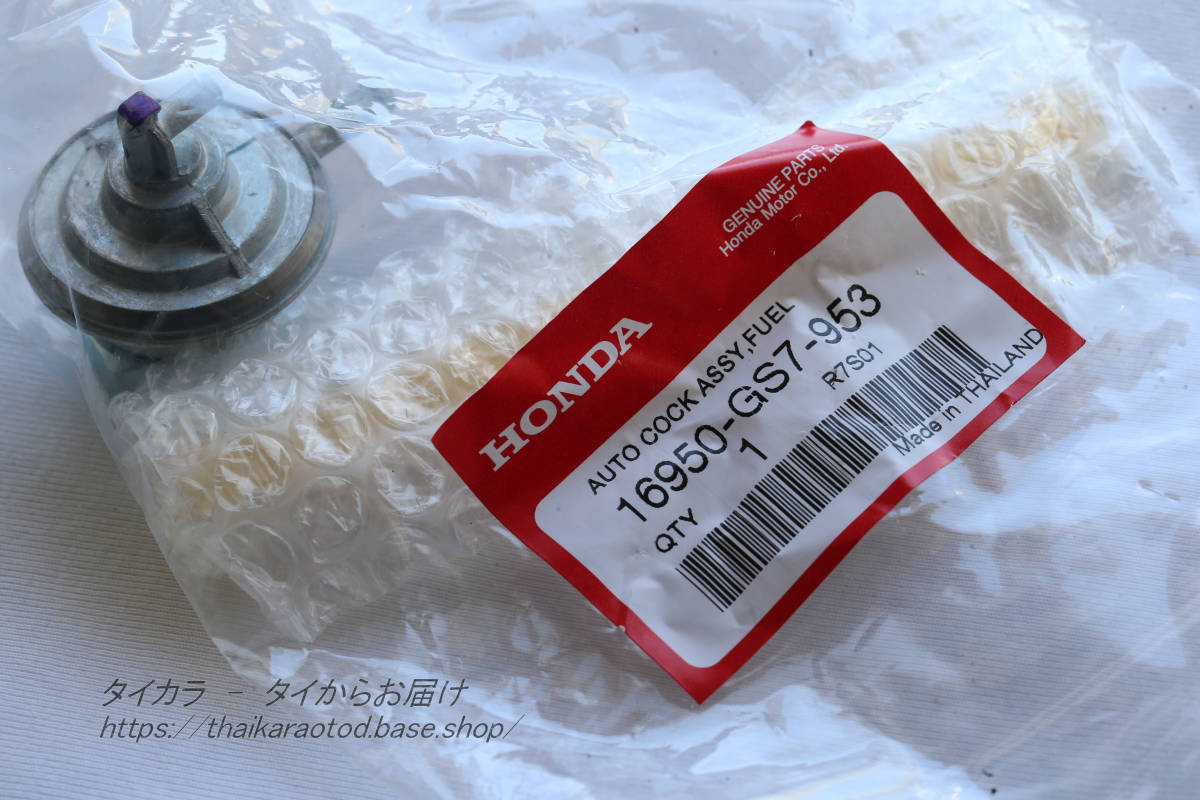 GENUINE PARTS
Honda Motor Co., Ltd.
HONDA
AUTO COCK ASSY,FUEL
16950-GS7-953
QTY 1 R7S01
Made in THAILAND
タイカラ - タイからお届け
https://thaikaraotod.base.shop/